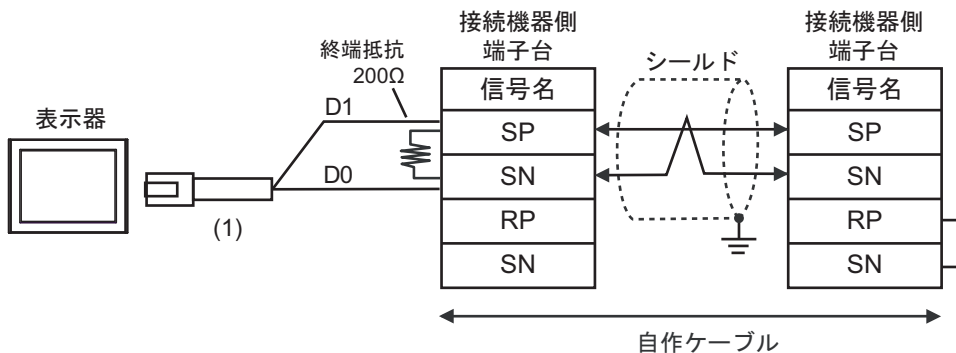 表示器
(1)
D1
D0
終端抵抗
200Ω
接続機器側
端子台
信号名
SP
SN
RP
SN
シールド
接続機器側
端子台
信号名
SP
SN
RP
SN
自作ケーブル